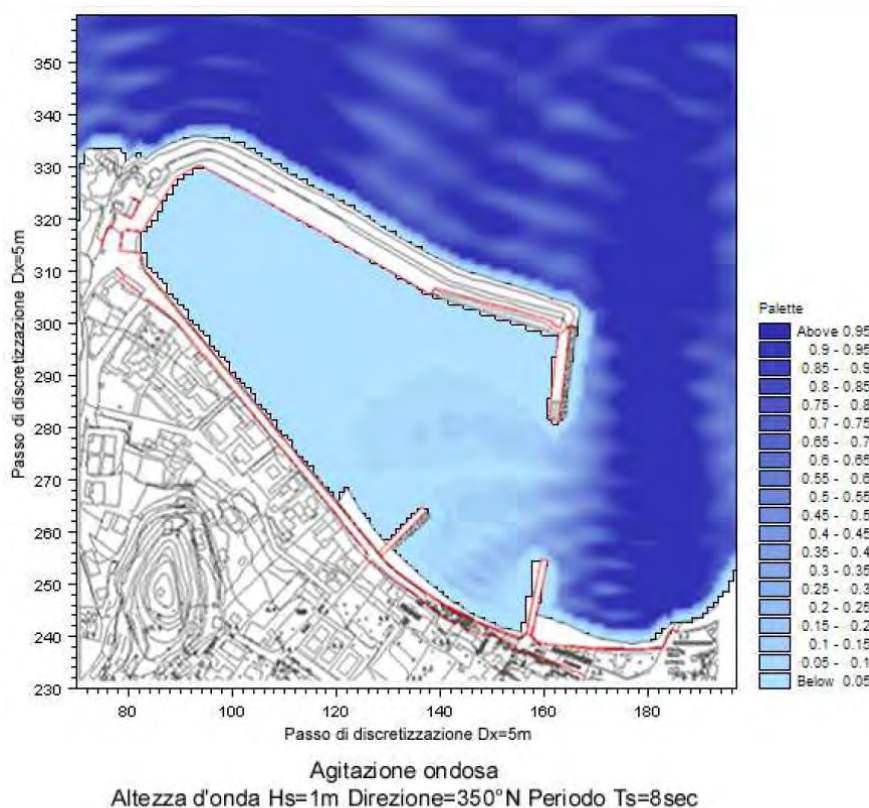 350
340
330
320
310
300
290
280
270
260
250
240
230
Passo di discretizzazione Dx=5m
80
100
120
140
160
180
Passo di discretizzazione Dx=5m
Palette
Above 0.95
0.9 - 0.95
0.85 - 0.9
0.8 - 0.85
0.75 - 0.8
0.7 - 0.75
0.65 - 0.7
0.6 - 0.65
0.55 - 0.6
0.5 - 0.55
0.45 - 0.5
0.4 - 0.45
0.35 - 0.4
0.3 - 0.35
0.25 - 0.3
0.2 - 0.25
0.15 - 0.2
0.1 - 0.15
0.05 - 0.1
Below 0.05
Agitazione ondosa
Altezza d'onda Hs=1m Direzione=350°N Periodo Ts=8sec